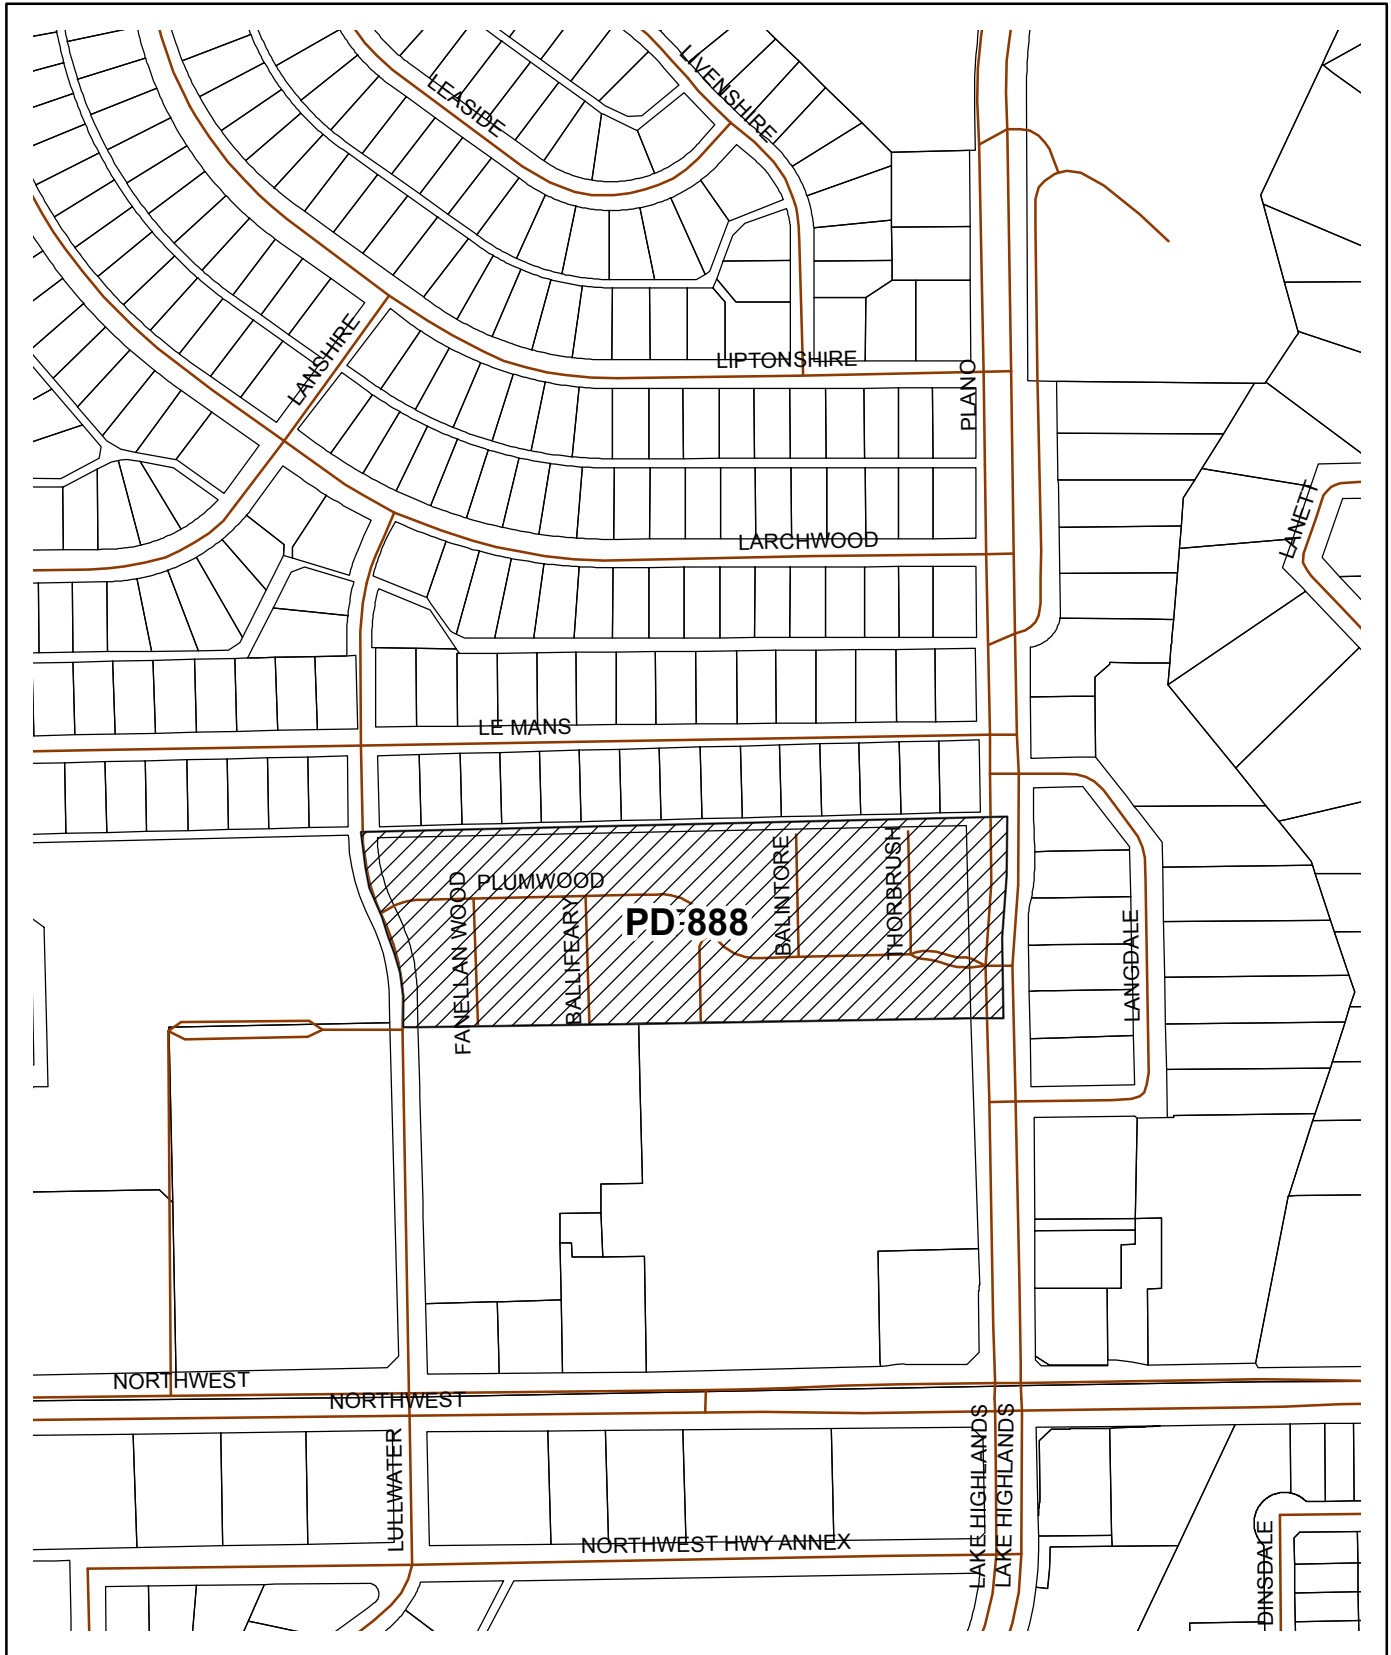 LEASIDE
LIVENSHIRE
LANSHIRE
LIPTONSHIRE
PLANO
LANETT
LARCHWOOD
LE MANS
PLUMWOOD
FANELLAN WOOD
BALLIFEARY
PD 888
BALINTORE
THORBRUSH
LANGDALE
NORTHWEST
NORTHWEST
LULLWATER
LAKE HIGHLANDS
LAKE HIGHLANDS
NORTHWEST HWY ANNEX
DINSDALE